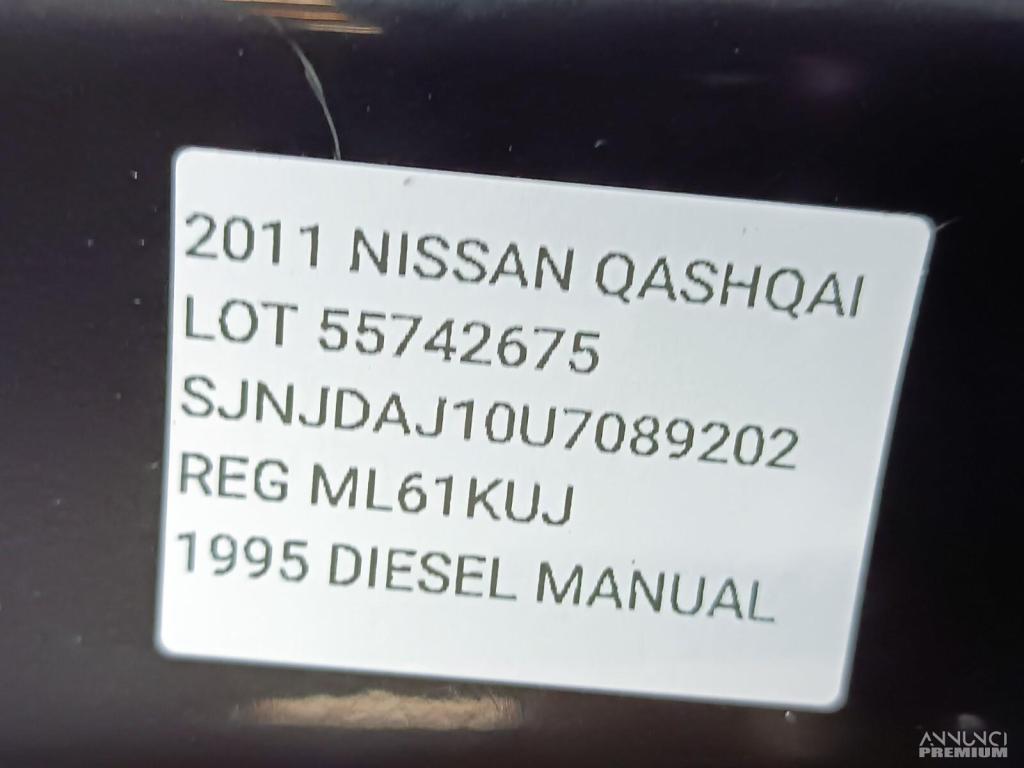 2011 NISSAN QASHQAI
LOT 55742675
SJNJDAJ10U7089202
REG ML61KUJ
1995 DIESEL MANUAL
ANNUNCI
PREMIUM